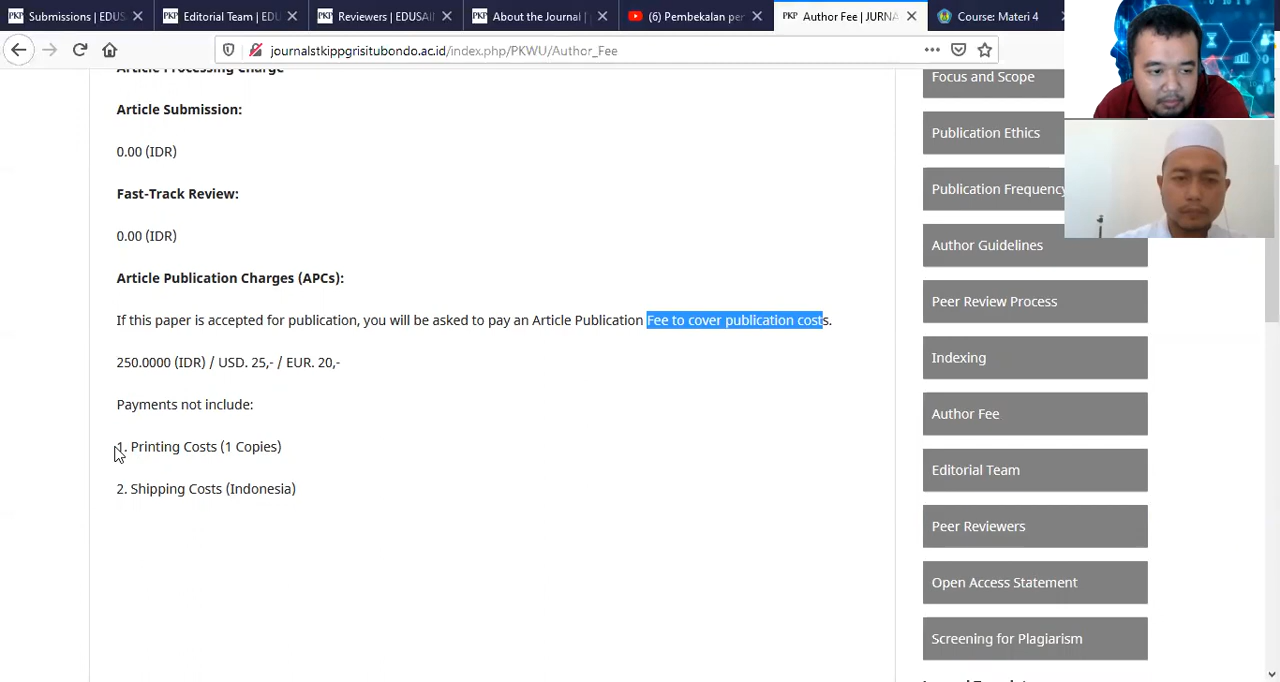 Submissions | EDUS
Editorial Team | EDU
Reviewers | EDUSAI
About the Journal |
(6) Pembekalan per
Author Fee | JURNA
Course: Materi 4
journalstkippgrisitubondo.ac.id/index.php/PKWU/Author_Fee
Article Processing Charge
Article Submission:
0.00 (IDR)
Fast-Track Review:
0.00 (IDR)
Article Publication Charges (APCs):
If this paper is accepted for publication, you will be asked to pay an Article Publication Fee to cover publication costs.
250.0000 (IDR) / USD. 25,- / EUR. 20,-
Payments not include:
1. Printing Costs (1 Copies)
2. Shipping Costs (Indonesia)
Focus and Scope
Publication Ethics
Publication Frequency
Author Guidelines
Peer Review Process
Indexing
Author Fee
Editorial Team
Peer Reviewers
Open Access Statement
Screening for Plagiarism